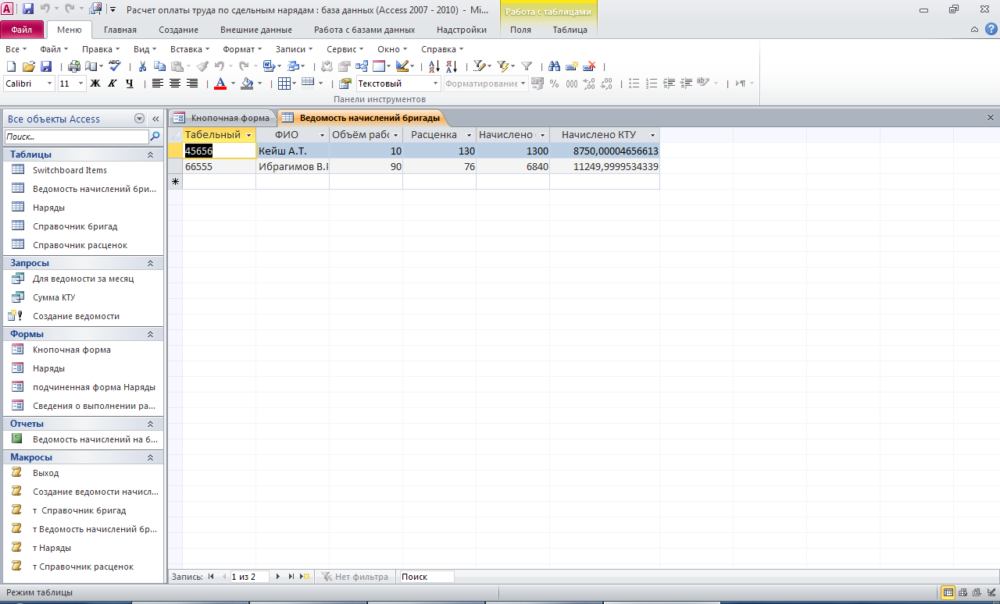 Расчет оплаты труда по сдельным нарядам : база данных (Access 2007 - 2010) - Mi...
Работа с таблицами
Файл Меню Главная Создание Внешние данные Работа с базами данных Надстройки Поля Таблица
Все Файл Правка Вид Вставка Формат Записи Сервис Окно Справка
Calibri 11 Ж К Ч Текстовый Форматирование % 000
Панели инструментов
Все объекты Access
Кнопочная форма Ведомость начислений бригады
Поиск...
Табельный ФИО Объём рабо Расценка Начислено Начислено КТУ
45656 Кейш А.Т. 10 130 1300 8750,00004656613
66555 Ибрагимов В.Р 90 76 6840 11249,9999534339
Таблицы
Switchboard Items
Ведомость начислений бри...
Наряды
Справочник бригад
Справочник расценок
Запросы
Для ведомости за месяц
Сумма КТУ
Создание ведомости
Формы
Кнопочная форма
Наряды
подчиненная форма Наряды
Сведения о выполнении ра...
Отчеты
Ведомость начислений на б...
Макросы
Выход
Создание ведомости начисл...
т Справочник бригад
т Ведомость начислений бр...
т Наряды
т Справочник расценок
Запись: 1 из 2 Нет фильтра Поиск
Режим таблицы